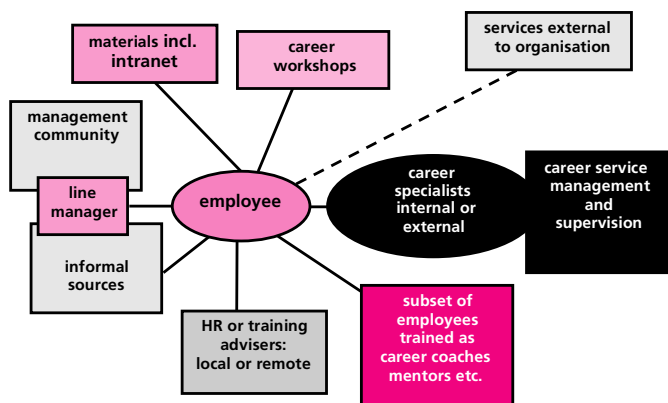 materials incl.
intranet
career
workshops
services external
to organisation
management
community
line
manager
employee
career
specialists
internal or
external
career service
management
and
supervision
informal
sources
HR or training
advisers:
local or remote
subset of
employees
trained as
career coaches
mentors etc.